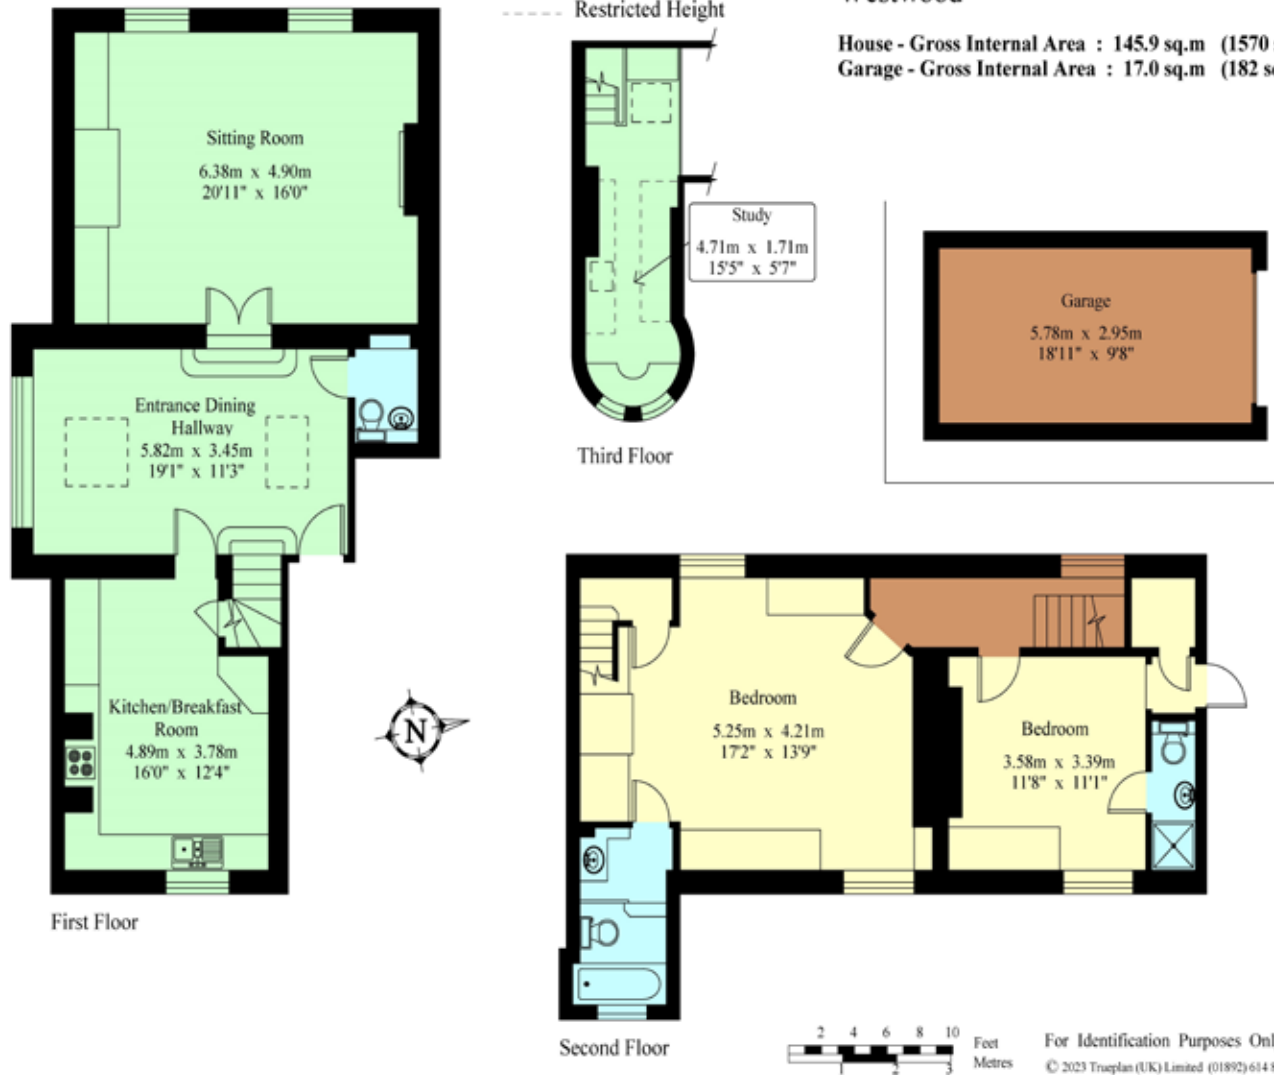 Restricted Height
House - Gross Internal Area : 145.9 sq.m (1570
Garage - Gross Internal Area : 17.0 sq.m (182
Sitting Room
6.38m x 4.90m
20'11" x 16'0"
Study
4.71m x 1.71m
15'5" x 5'7"
Third Floor
Garage
5.78m x 2.95m
18'11" x 9'8"
Entrance Dining
Hallway
5.82m x 3.45m
19'1" x 11'3"
Kitchen/Breakfast
Room
4.89m x 3.78m
16'0" x 12'4"
First Floor
N
Bedroom
5.25m x 4.21m
17'2" x 13'9"
Bedroom
3.58m x 3.39m
11'8" x 11'1"
Second Floor
2 4 6 8 10 Feet
1 2 3 Metres
For Identification Purposes Onl
© 2023 Trueplan (UK) Limited (01892) 614 8